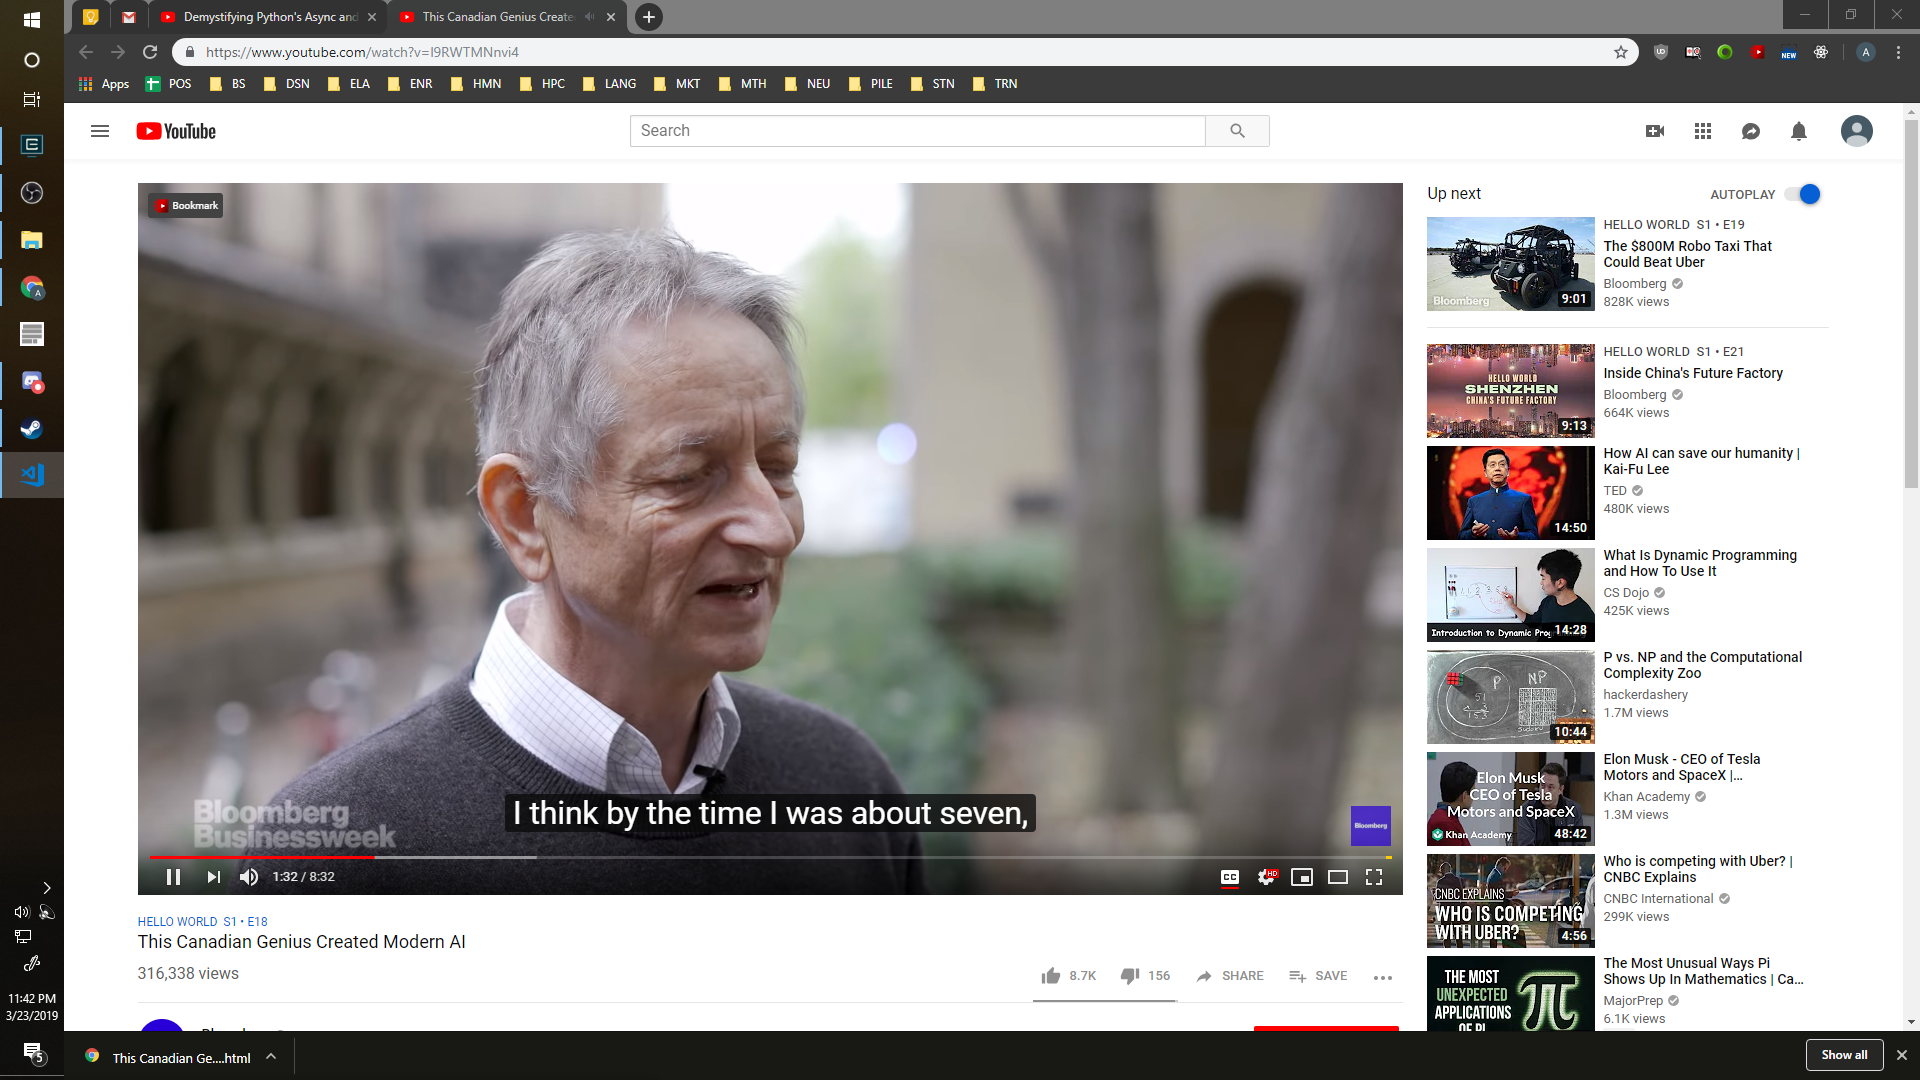 Demystifying Python's Async and
This Canadian Genius Create
https://www.youtube.com/watch?v=I9RWTMNnvi4
A
Apps
POS
BS
DSN
ELA
ENR
HMN
HPC
LANG
MKT
MTH
NEU
PILE
STN
TRN
NEW
YouTube
Search
Bookmark
I think by the time I was about seven,
Bloomberg
Businessweek
Bloomberg
1:32 / 8:32
CC
HD
HELLO WORLD S1 • E18
This Canadian Genius Created Modern AI
316,338 views
8.7K
156
SHARE
SAVE
Up next
AUTOPLAY
Bloomberg
9:01
HELLO WORLD S1 • E19
The $800M Robo Taxi That
Could Beat Uber
Bloomberg
828K views
HELLO WORLD
SHENZHEN
CHINA'S FUTURE FACTORY
9:13
HELLO WORLD S1 • E21
Inside China's Future Factory
Bloomberg
664K views
14:50
How AI can save our humanity |
Kai-Fu Lee
TED
480K views
Introduction to Dynamic
14:28
What Is Dynamic Programming
and How To Use It
CS Dojo
425K views
P
NP
10:44
P vs. NP and the Computational
Complexity Zoo
hackerdashery
1.7M views
Elon Musk
CEO of Tesla
Motors and SpaceX
Khan Academy
48:42
Elon Musk - CEO of Tesla
Motors and SpaceX |...
Khan Academy
1.3M views
CNBC EXPLAINS
WHO IS COMPETING
WITH UBER?
4:56
Who is competing with Uber? |
CNBC Explains
CNBC International
299K views
THE MOST
UNEXPECTED
APPLICATIONS
OF PI
The Most Unusual Ways Pi
Shows Up In Mathematics | Ca...
MajorPrep
6.1K views
11:42 PM
3/23/2019
5
This Canadian Ge....html
Show all